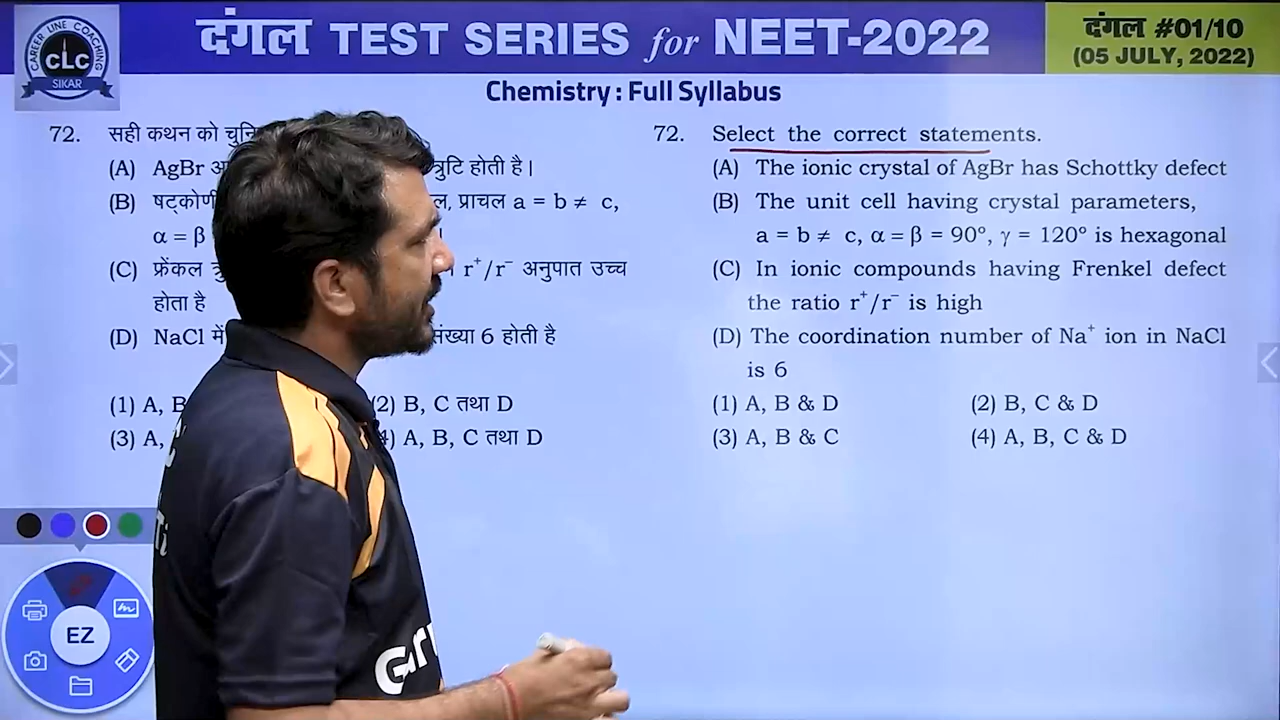 दंगल TEST SERIES for NEET-2022
दंगल #01/10
(05 JULY, 2022)
CAREER LINE COACHING
CLC
SIKAR
Chemistry : Full Syllabus
72. सही कथन को
(A) AgBr त्रुटि होती है।
(B) प्राचल a = b ≠ c,
α = β
(C) फ्रेंकल r⁺/r⁻ अनुपात उच्च
होता है
(D) NaCl में 6 होती है
(1) A, B (2) B, C तथा D
(3) A, A, B, C तथा D
72. Select the correct statements.
(A) The ionic crystal of AgBr has Schottky defect
(B) The unit cell having crystal parameters,
a = b ≠ c, α = β = 90°, γ = 120° is hexagonal
(C) In ionic compounds having Frenkel defect
the ratio r⁺/r⁻ is high
(D) The coordination number of Na⁺ ion in NaCl
is 6
(1) A, B & D (2) B, C & D
(3) A, B & C (4) A, B, C & D
EZ